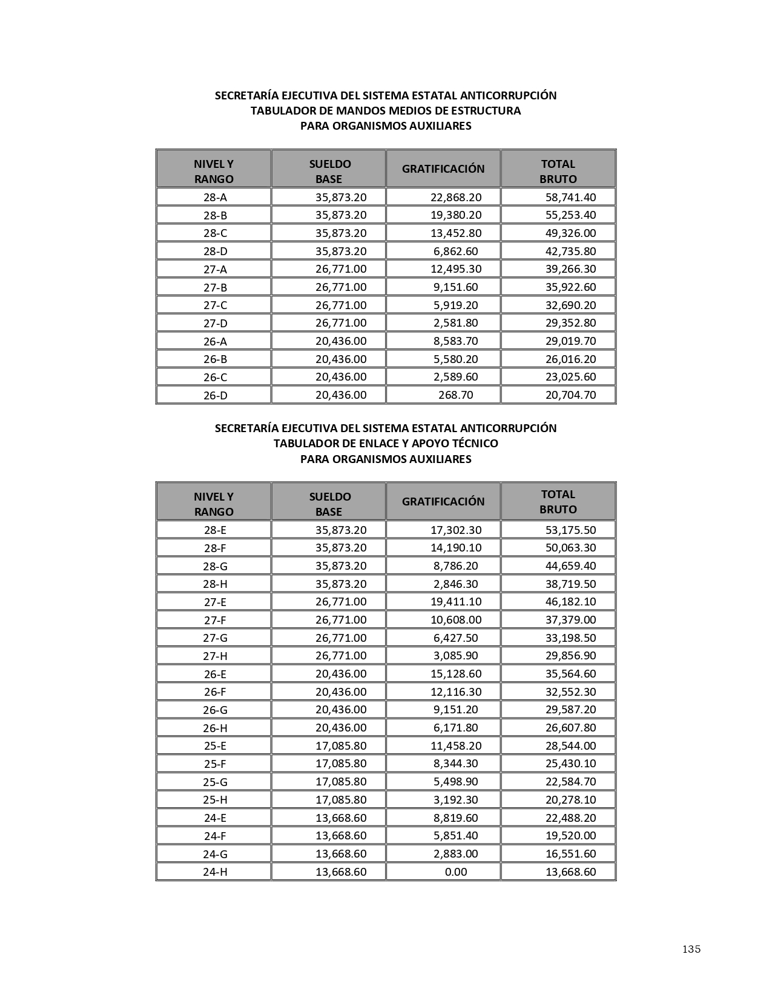 SECRETARÍA EJECUTIVA DEL SISTEMA ESTATAL ANTICORRUPCIÓN
TABULADOR DE MANDOS MEDIOS DE ESTRUCTURA
PARA ORGANISMOS AUXILIARES
NIVEL Y RANGO SUELDO BASE GRATIFICACIÓN TOTAL BRUTO
28-A 35,873.20 22,868.20 58,741.40
28-B 35,873.20 19,380.20 55,253.40
28-C 35,873.20 13,452.80 49,326.00
28-D 35,873.20 6,862.60 42,735.80
27-A 26,771.00 12,495.30 39,266.30
27-B 26,771.00 9,151.60 35,922.60
27-C 26,771.00 5,919.20 32,690.20
27-D 26,771.00 2,581.80 29,352.80
26-A 20,436.00 8,583.70 29,019.70
26-B 20,436.00 5,580.20 26,016.20
26-C 20,436.00 2,589.60 23,025.60
26-D 20,436.00 268.70 20,704.70
SECRETARÍA EJECUTIVA DEL SISTEMA ESTATAL ANTICORRUPCIÓN
TABULADOR DE ENLACE Y APOYO TÉCNICO
PARA ORGANISMOS AUXILIARES
NIVEL Y RANGO SUELDO BASE GRATIFICACIÓN TOTAL BRUTO
28-E 35,873.20 17,302.30 53,175.50
28-F 35,873.20 14,190.10 50,063.30
28-G 35,873.20 8,786.20 44,659.40
28-H 35,873.20 2,846.30 38,719.50
27-E 26,771.00 19,411.10 46,182.10
27-F 26,771.00 10,608.00 37,379.00
27-G 26,771.00 6,427.50 33,198.50
27-H 26,771.00 3,085.90 29,856.90
26-E 20,436.00 15,128.60 35,564.60
26-F 20,436.00 12,116.30 32,552.30
26-G 20,436.00 9,151.20 29,587.20
26-H 20,436.00 6,171.80 26,607.80
25-E 17,085.80 11,458.20 28,544.00
25-F 17,085.80 8,344.30 25,430.10
25-G 17,085.80 5,498.90 22,584.70
25-H 17,085.80 3,192.30 20,278.10
24-E 13,668.60 8,819.60 22,488.20
24-F 13,668.60 5,851.40 19,520.00
24-G 13,668.60 2,883.00 16,551.60
24-H 13,668.60 0.00 13,668.60
135